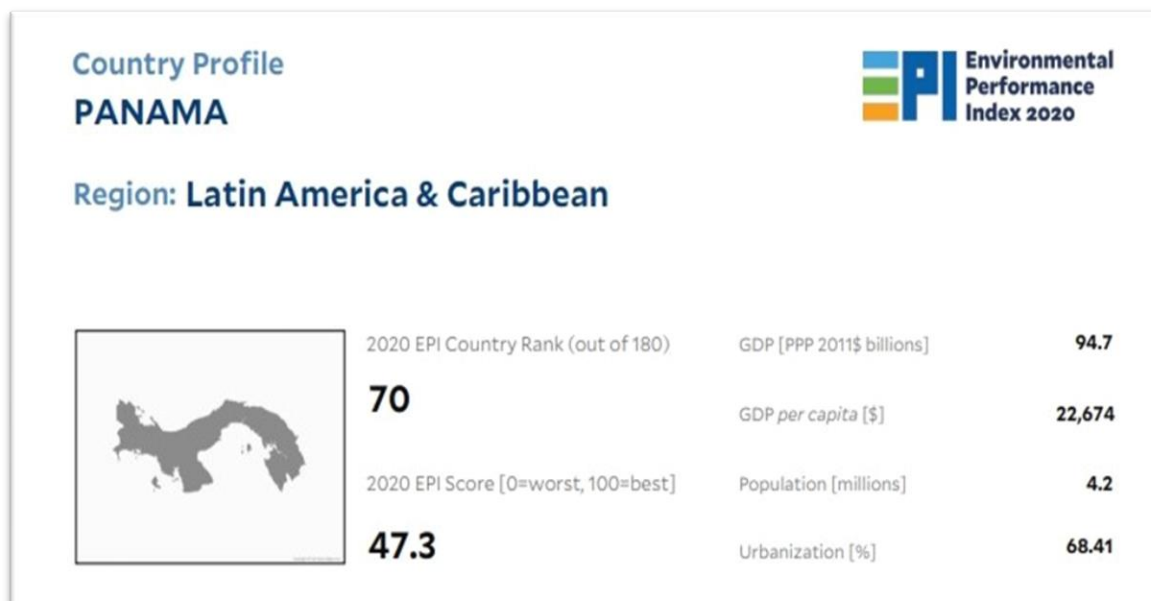 Country Profile
PANAMA
EPI
Environmental
Performance
Index 2020
Region: Latin America & Caribbean
2020 EPI Country Rank (out of 180)
70
2020 EPI Score [0=worst, 100=best]
47.3
GDP [PPP 2011$ billions] 94.7
GDP per capita [$] 22,674
Population [millions] 4.2
Urbanization [%] 68.41